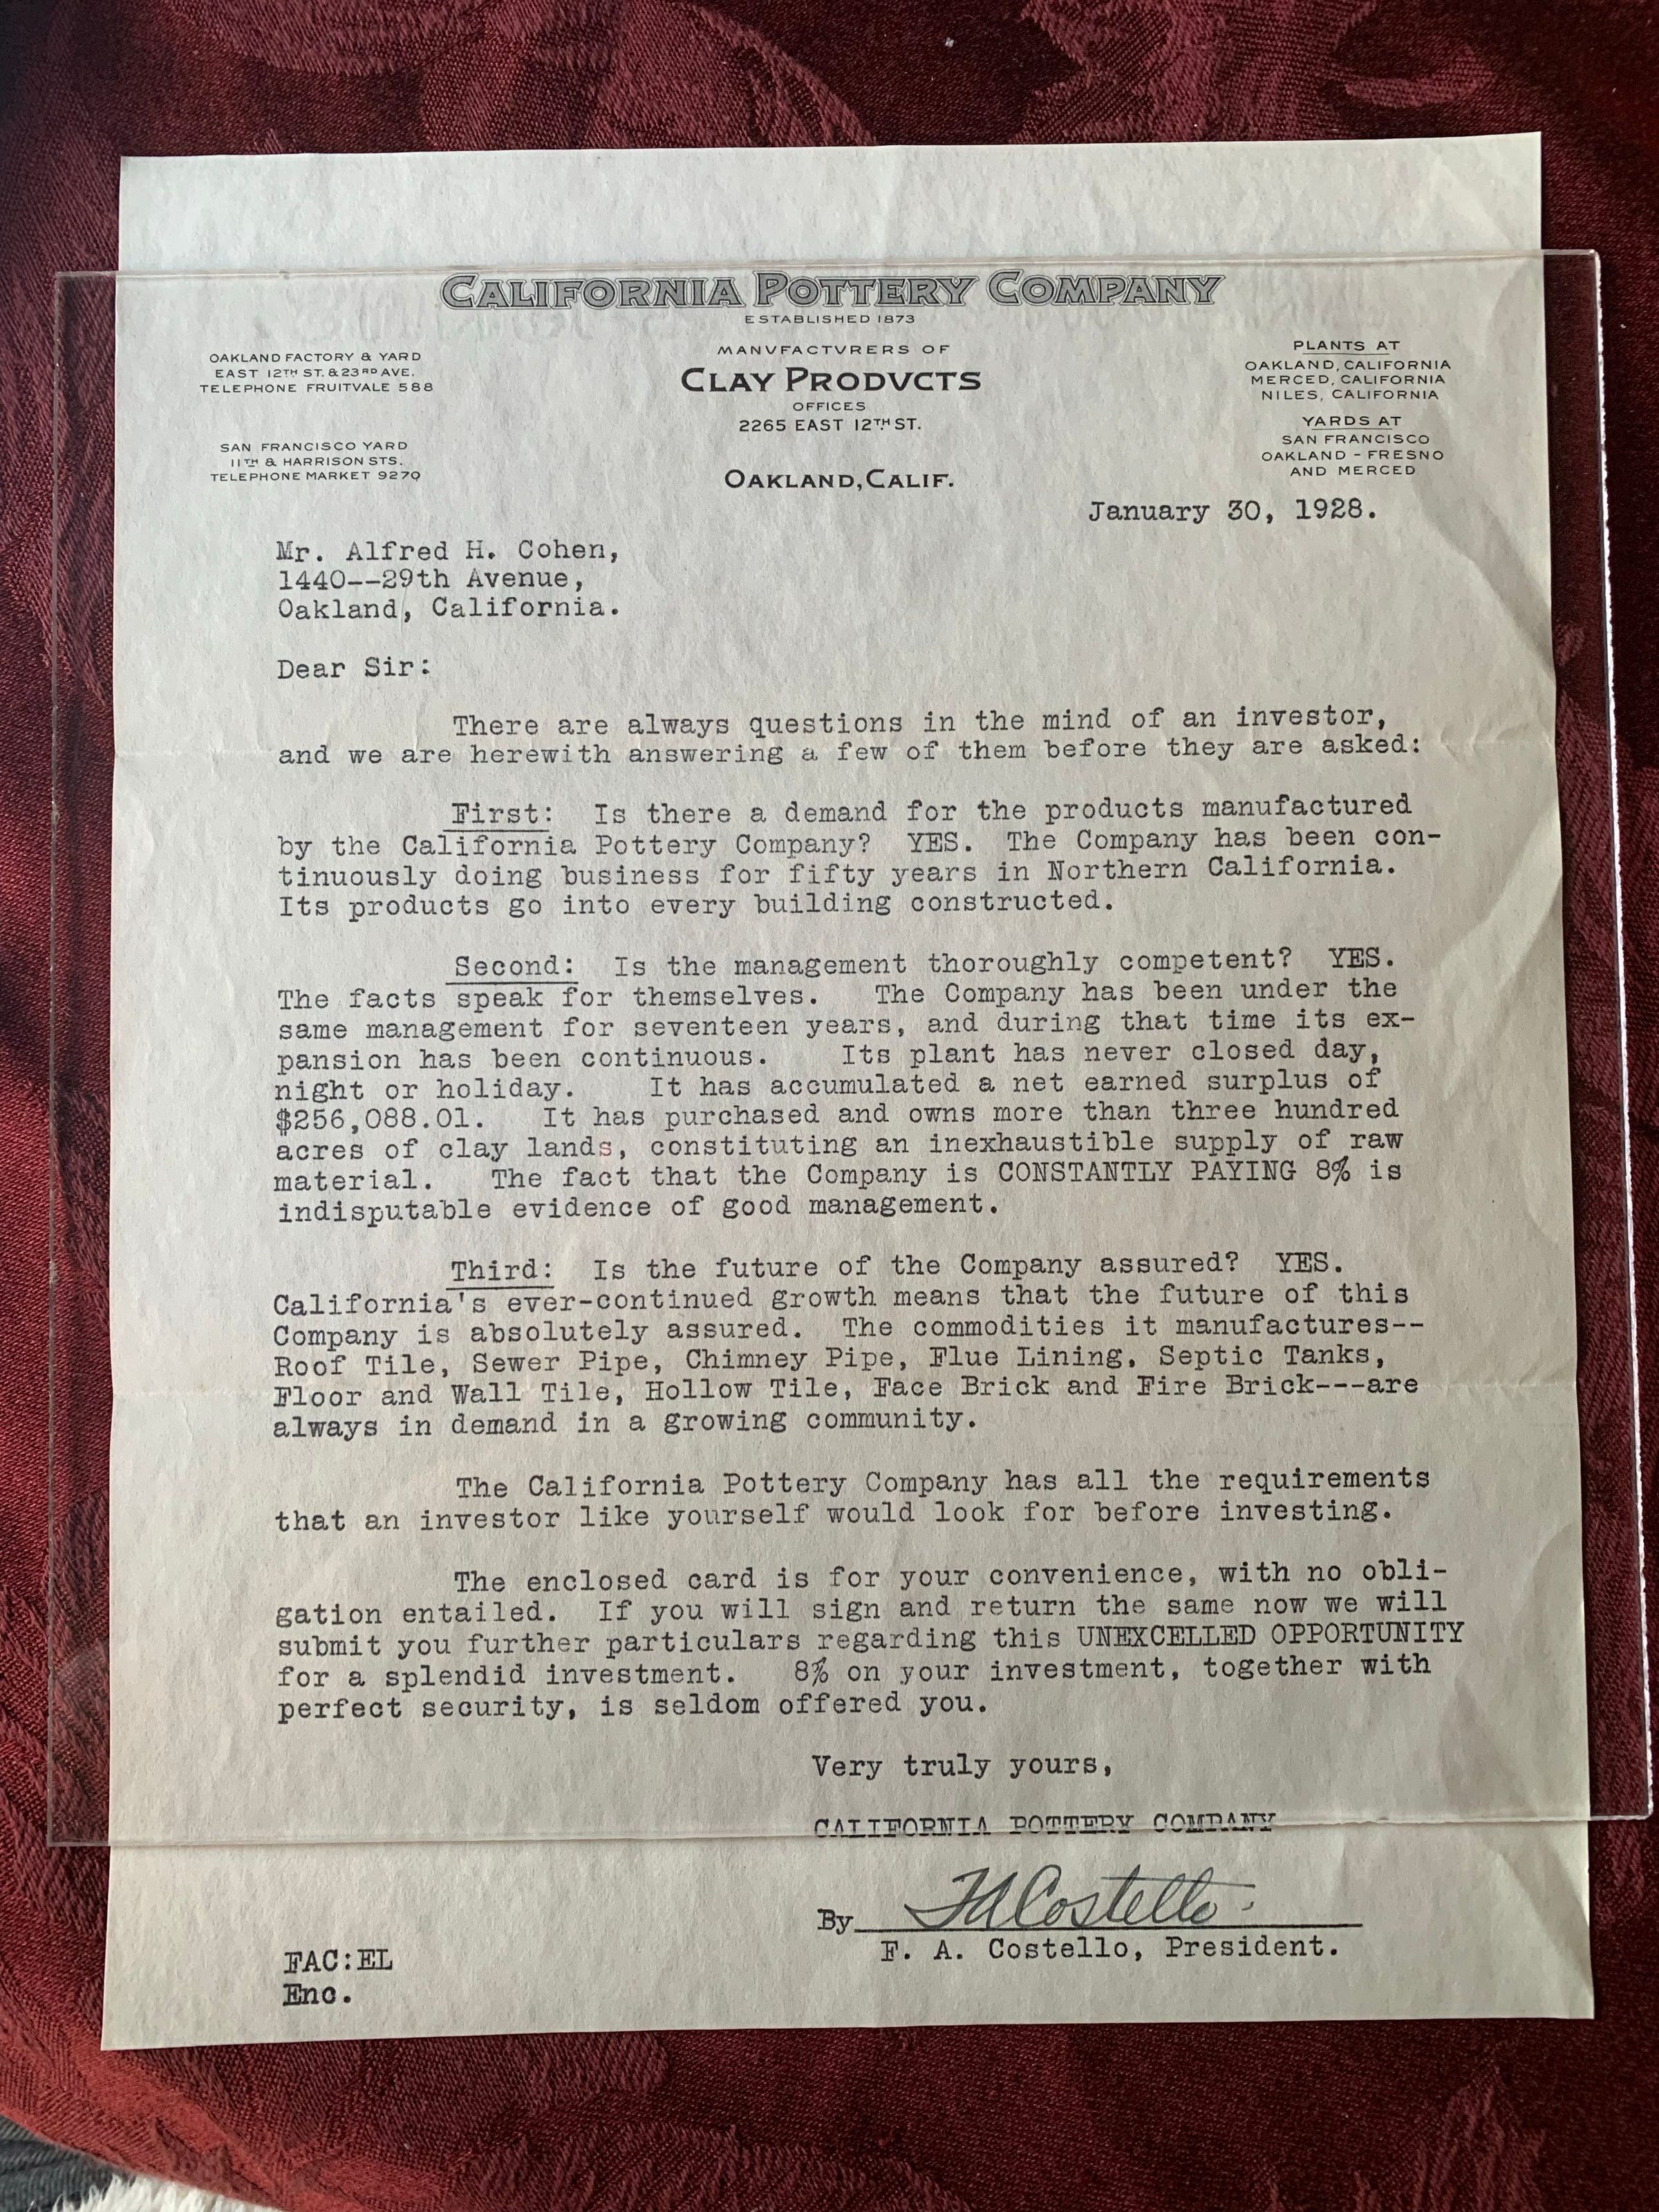 CALIFORNIA POTTERY COMPANY
ESTABLISHED 1873
OAKLAND FACTORY & YARD
EAST 12TH ST. & 23RD AVE.
TELEPHONE FRUITVALE 588
SAN FRANCISCO YARD
11TH & HARRISON STS.
TELEPHONE MARKET 9270
MANVFACTVRERS OF
CLAY PRODVCTS
OFFICES
2265 EAST 12TH ST.
OAKLAND, CALIF.
PLANTS AT
OAKLAND, CALIFORNIA
MERCED, CALIFORNIA
NILES, CALIFORNIA
YARDS AT
SAN FRANCISCO
OAKLAND - FRESNO
AND MERCED
January 30, 1928.
Mr. Alfred H. Cohen,
1440--29th Avenue,
Oakland, California.
Dear Sir:
There are always questions in the mind of an investor,
and we are herewith answering a few of them before they are asked:
First: Is there a demand for the products manufactured
by the California Pottery Company? YES. The Company has been con-
tinuously doing business for fifty years in Northern California.
Its products go into every building constructed.
Second: Is the management thoroughly competent? YES.
The facts speak for themselves. The Company has been under the
same management for seventeen years, and during that time its ex-
pansion has been continuous. Its plant has never closed day,
night or holiday. It has accumulated a net earned surplus of
$256,088.01. It has purchased and owns more than three hundred
acres of clay lands, constituting an inexhaustible supply of raw
material. The fact that the Company is CONSTANTLY PAYING 8% is
indisputable evidence of good management.
Third: Is the future of the Company assured? YES.
California's ever-continued growth means that the future of this
Company is absolutely assured. The commodities it manufactures--
Roof Tile, Sewer Pipe, Chimney Pipe, Flue Lining, Septic Tanks,
Floor and Wall Tile, Hollow Tile, Face Brick and Fire Brick---are
always in demand in a growing community.
The California Pottery Company has all the requirements
that an investor like yourself would look for before investing.
The enclosed card is for your convenience, with no obli-
gation entailed. If you will sign and return the same now we will
submit you further particulars regarding this UNEXCELLED OPPORTUNITY
for a splendid investment. 8% on your investment, together with
perfect security, is seldom offered you.
Very truly yours,
CALIFORNIA POTTERY COMPANY
By FACostello.
F. A. Costello, President.
FAC:EL
Enc.